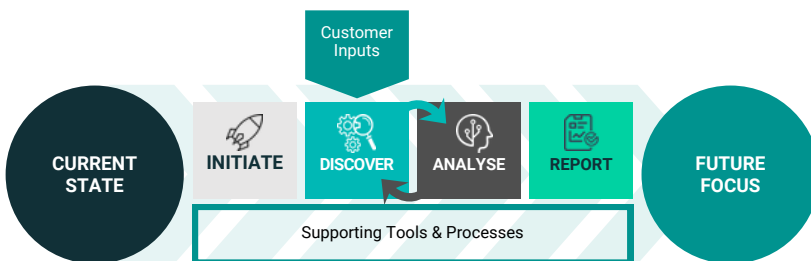 Customer
Inputs
CURRENT
STATE
INITIATE
DISCOVER
ANALYSE
REPORT
FUTURE
FOCUS
Supporting Tools & Processes